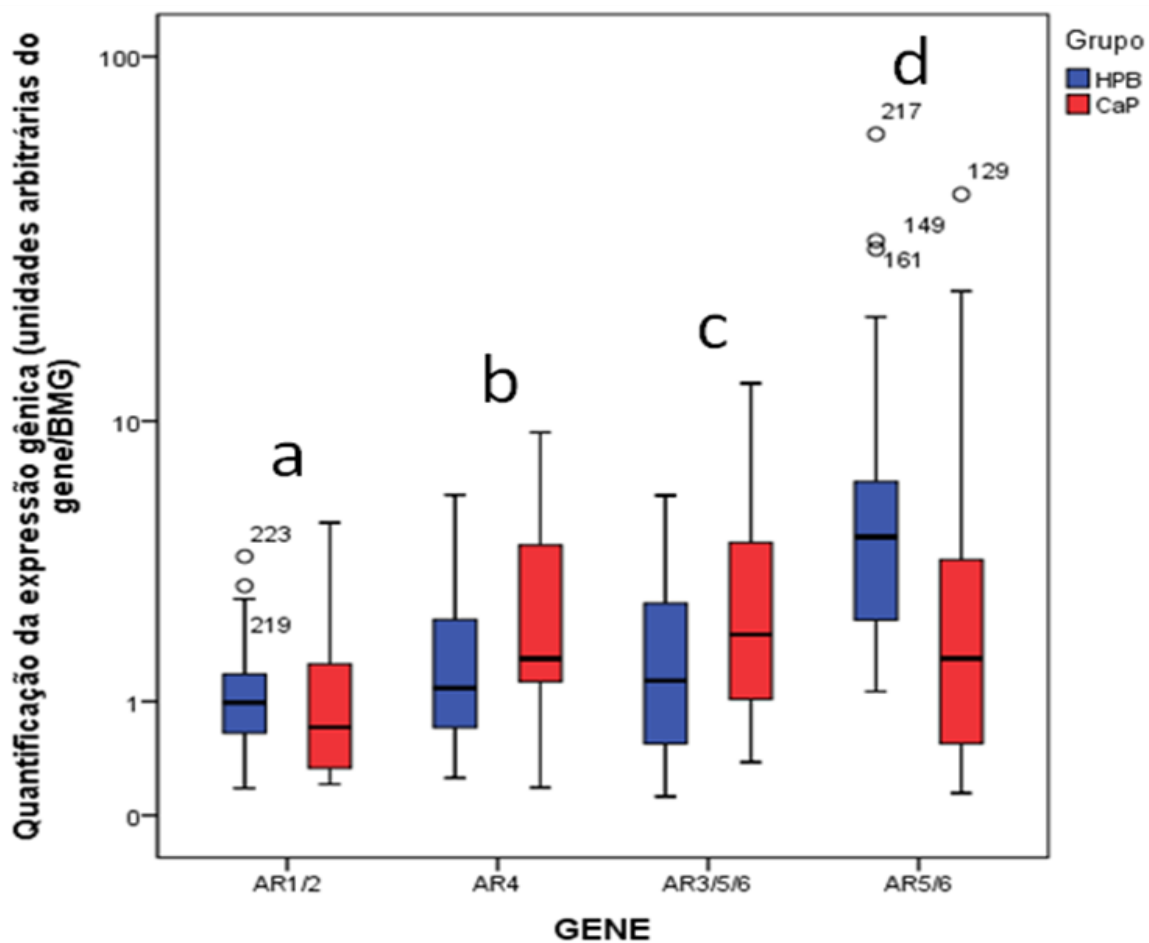 Quantificação da expressão gênica (unidades arbitrárias do
gene/BMG)
100
10
1
0
a
b
c
d
223
219
217
149
161
129
Grupo
HPB
CaP
AR1/2
AR4
AR3/5/6
AR5/6
GENE